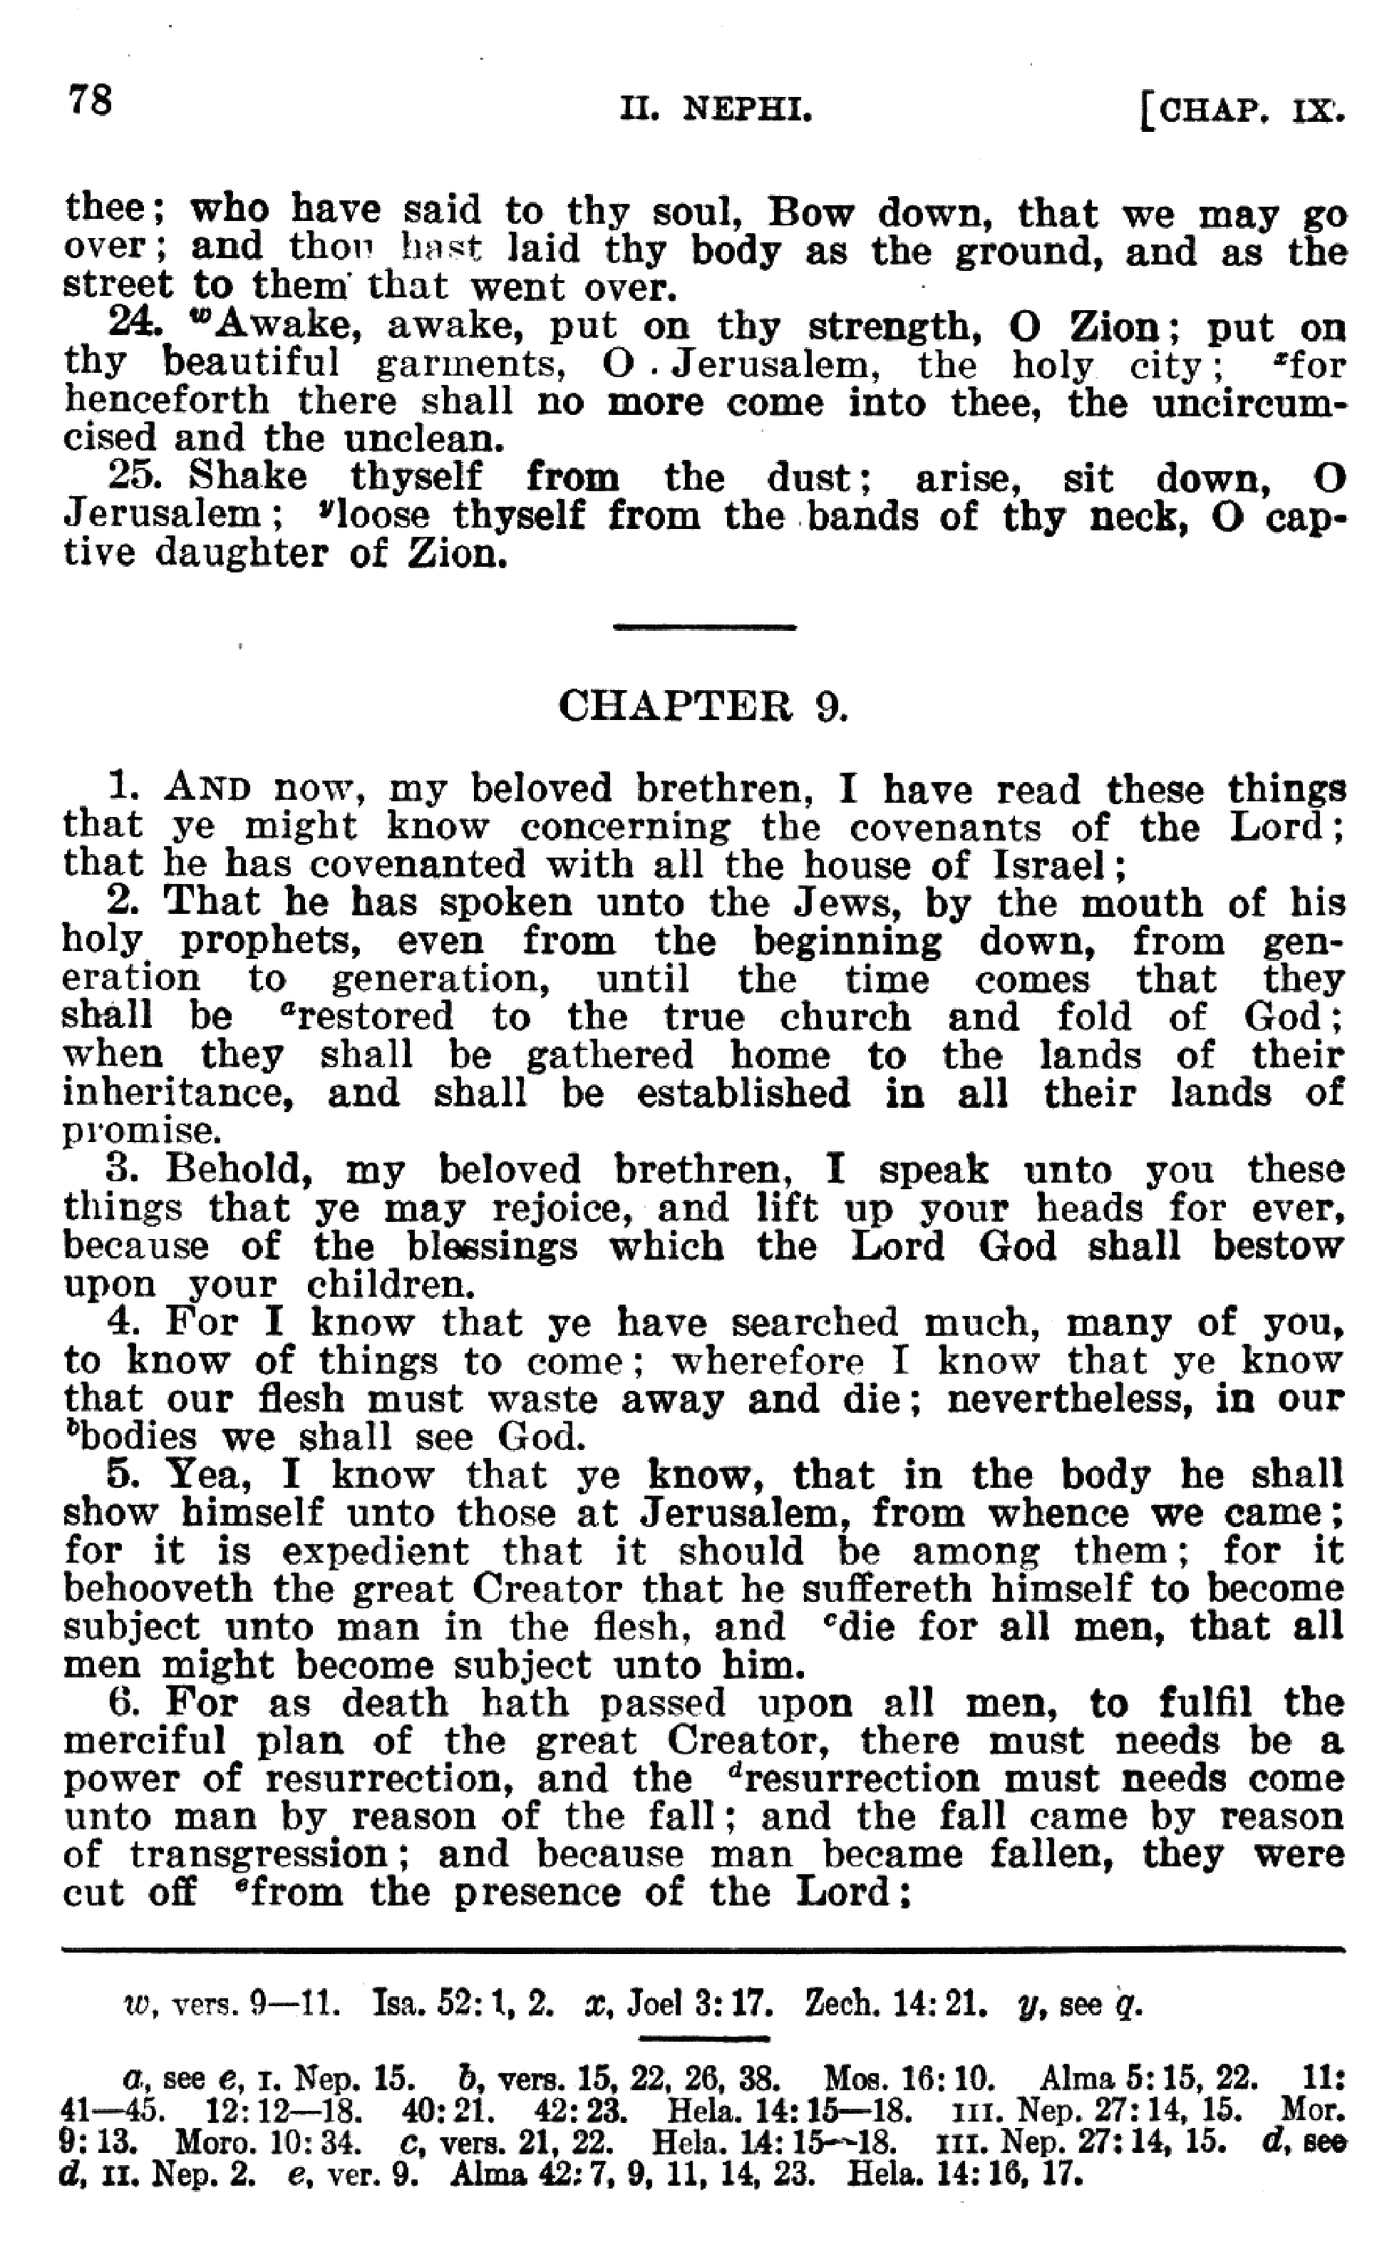 78 II. NEPHI. [CHAP. IX.
thee; who have said to thy soul, Bow down, that we may go
over; and thou hast laid thy body as the ground, and as the
street to them that went over.
24. wAwake, awake, put on thy strength, O Zion; put on
thy beautiful garments, O Jerusalem, the holy city; xfor
henceforth there shall no more come into thee, the uncircum-
cised and the unclean.
25. Shake thyself from the dust; arise, sit down, O
Jerusalem; yloose thyself from the bands of thy neck, O cap-
tive daughter of Zion.
CHAPTER 9.
1. AND now, my beloved brethren, I have read these things
that ye might know concerning the covenants of the Lord;
that he has covenanted with all the house of Israel;
2. That he has spoken unto the Jews, by the mouth of his
holy prophets, even from the beginning down, from gen-
eration to generation, until the time comes that they
shall be arestored to the true church and fold of God;
when they shall be gathered home to the lands of their
inheritance, and shall be established in all their lands of
promise.
3. Behold, my beloved brethren, I speak unto you these
things that ye may rejoice, and lift up your heads for ever,
because of the blessings which the Lord God shall bestow
upon your children.
4. For I know that ye have searched much, many of you,
to know of things to come; wherefore I know that ye know
that our flesh must waste away and die; nevertheless, in our
bbodies we shall see God.
5. Yea, I know that ye know, that in the body he shall
show himself unto those at Jerusalem, from whence we came;
for it is expedient that it should be among them; for it
behooveth the great Creator that he suffereth himself to become
subject unto man in the flesh, and cdie for all men, that all
men might become subject unto him.
6. For as death hath passed upon all men, to fulfil the
merciful plan of the great Creator, there must needs be a
power of resurrection, and the dresurrection must needs come
unto man by reason of the fall; and the fall came by reason
of transgression; and because man became fallen, they were
cut off efrom the presence of the Lord;
w, vers. 9—11. Isa. 52:1, 2. x, Joel 3:17. Zech. 14:21. y, see q.
a, see e, I. Nep. 15. b, vers. 15, 22, 26, 38. Mos. 16:10. Alma 5:15, 22. 11:
41—45. 12:12—18. 40:21. 42:23. Hela. 14:15—18. III. Nep. 27:14, 15. Mor.
9:13. Moro. 10:34. c, vers. 21, 22. Hela. 14:15—18. III. Nep. 27:14, 15. d, see
d, II. Nep. 2. e, ver. 9. Alma 42:7, 9, 11, 14, 23. Hela. 14:16, 17.